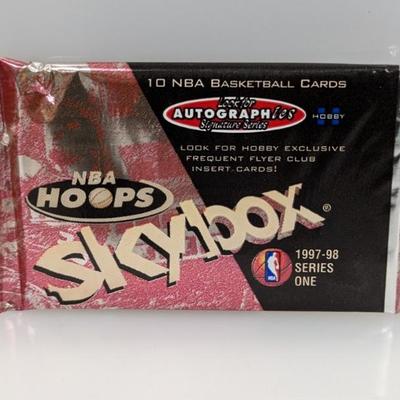 10 NBA BASKETBALL CARDS
Look for
AUTOGRAPHics
Signature Series
HOBBY
LOOK FOR HOBBY EXCLUSIVE
FREQUENT FLYER CLUB
INSERT CARDS!
NBA
HOOPS
SKYBOX®
1997-98
SERIES
ONE
NBA